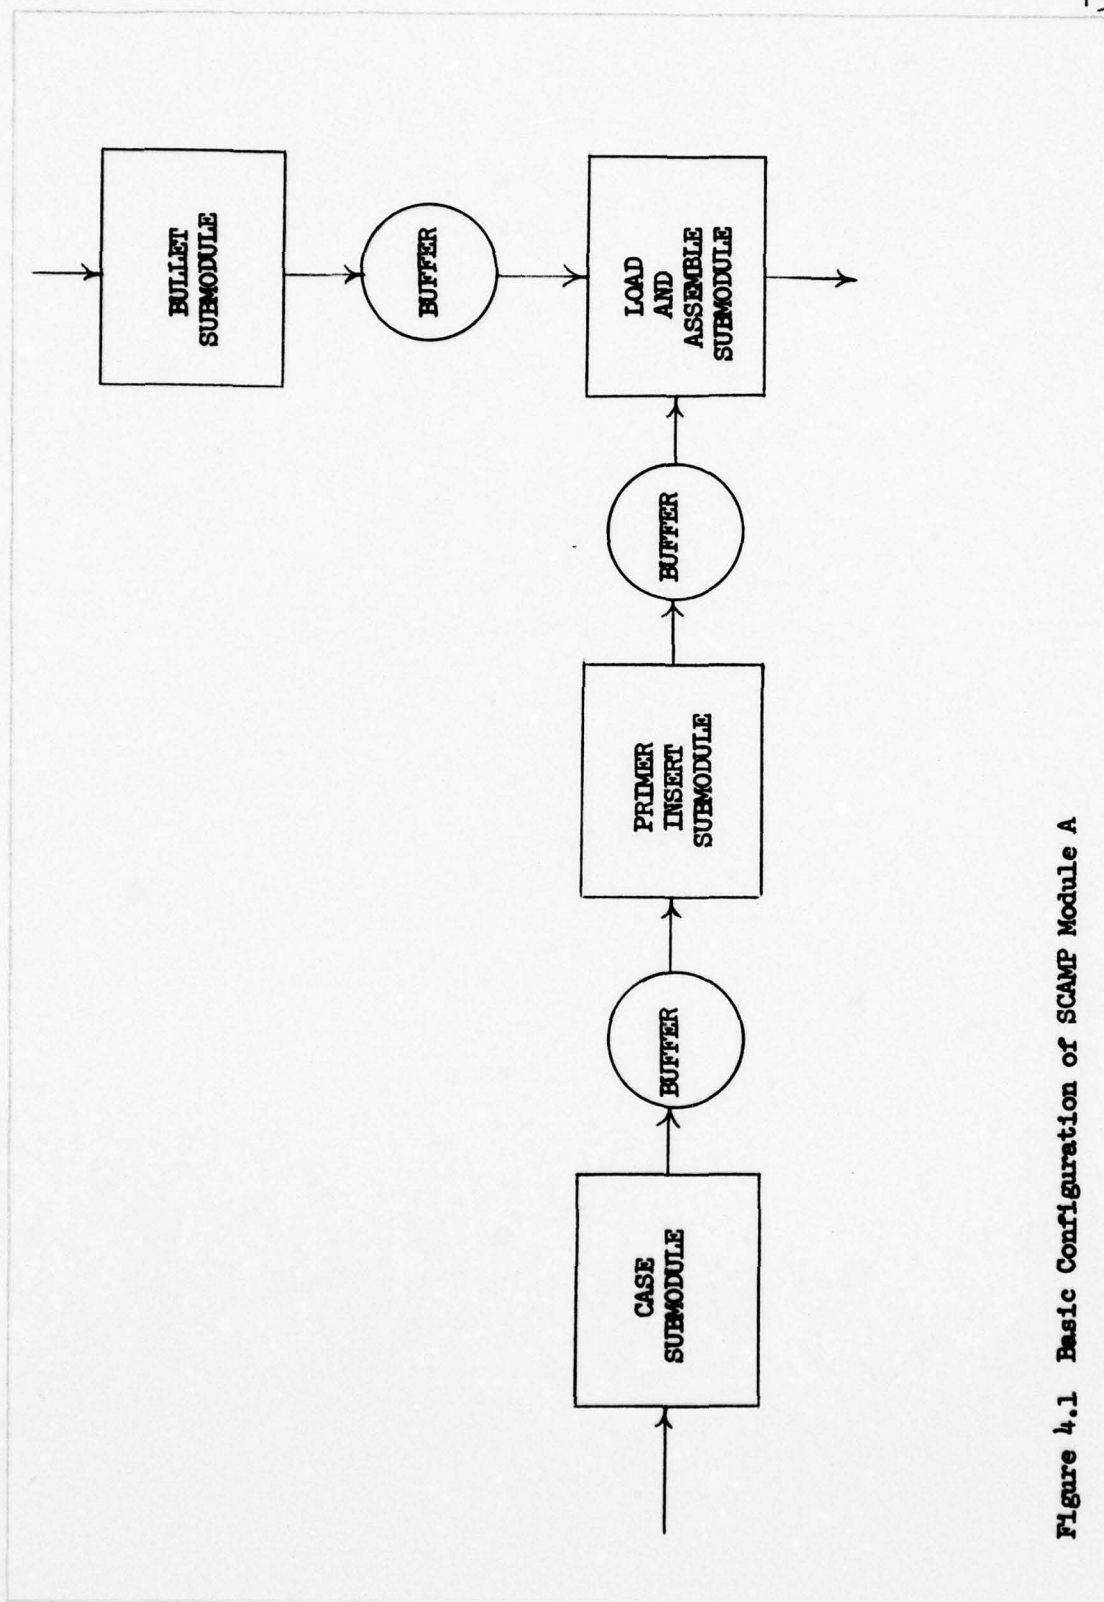 CASE
SUBMODULE
BUFFER
PRIMER
INSERT
SUBMODULE
BUFFER
LOAD
AND
ASSEMBLE
SUBMODULE
BUFFER
BULLET
SUBMODULE
Figure 4.1 Basic Configuration of SCAMP Module A